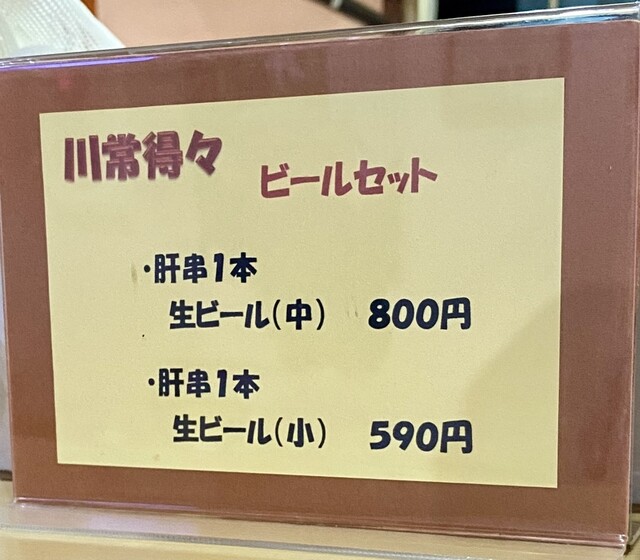 川常得々
ビールセット
・肝串1本
生ビール(中) 800円
・肝串1本
生ビール(小) 590円